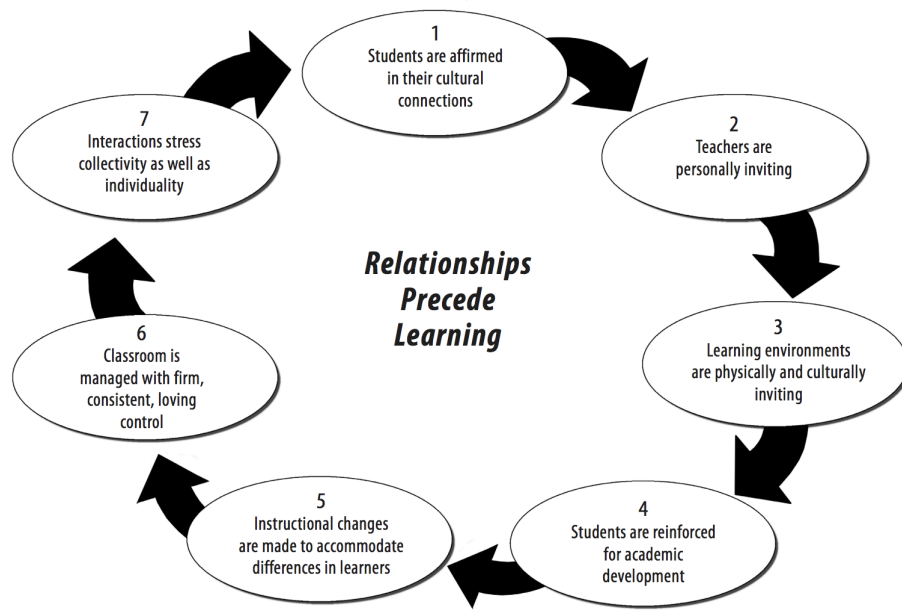 1
Students are affirmed
in their cultural
connections
2
Teachers are
personally inviting
3
Learning environments
are physically and culturally
inviting
4
Students are reinforced
for academic
development
5
Instructional changes
are made to accommodate
differences in learners
6
Classroom is
managed with firm,
consistent, loving
control
7
Interactions stress
collectivity as well as
individuality
Relationships
Precede
Learning